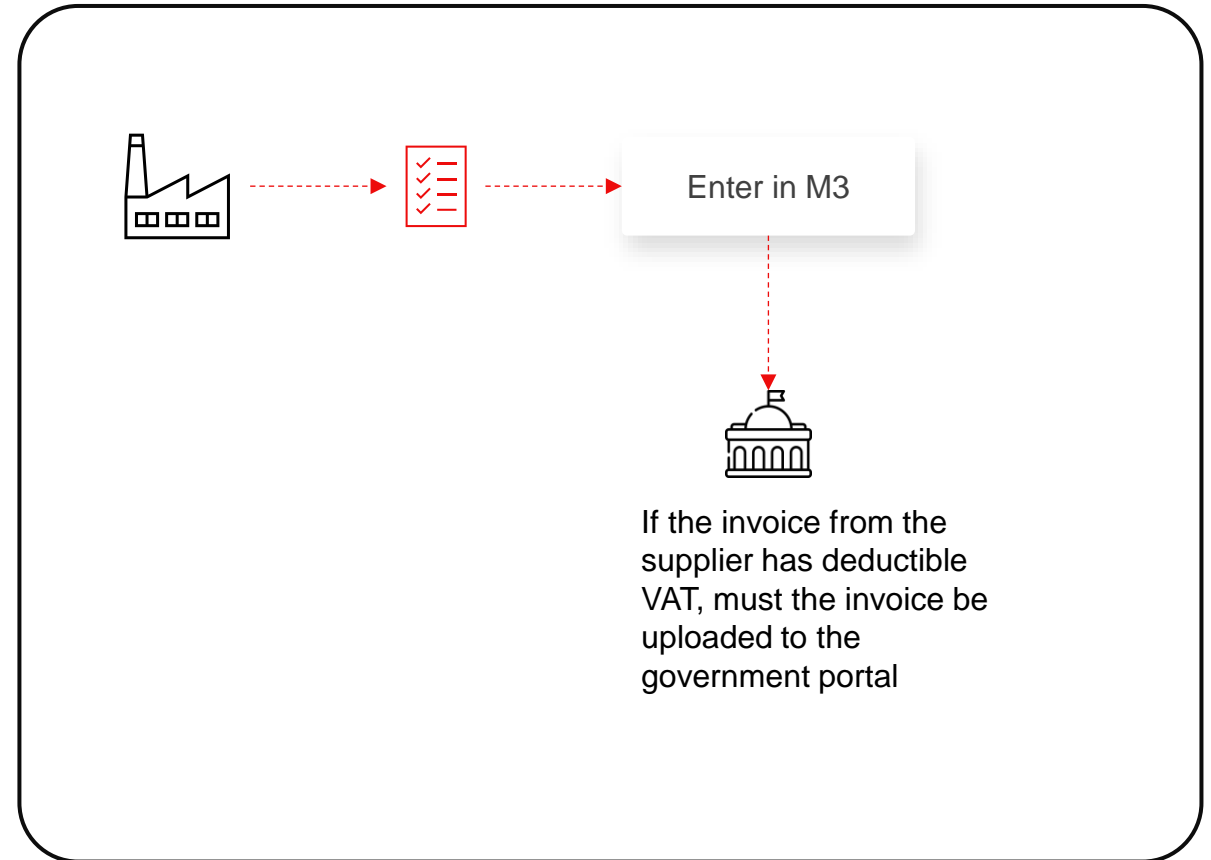 Enter in M3
If the invoice from the
supplier has deductible
VAT, must the invoice be
uploaded to the
government portal